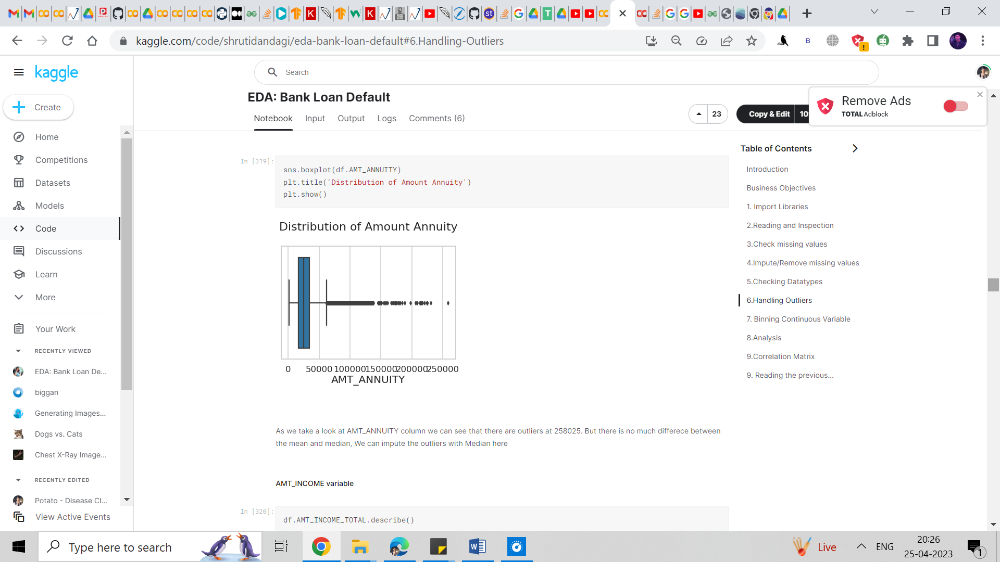 kaggle.com/code/shrutidandagi/eda-bank-loan-default#6.Handling-Outliers
B
!
kaggle
Search
Create
Home
Competitions
Datasets
Models
Code
Discussions
Learn
More
Your Work
RECENTLY VIEWED
EDA: Bank Loan De...
biggan
Generating Images...
Dogs vs. Cats
Chest X-Ray Image...
RECENTLY EDITED
Potato - Disease Cl...
View Active Events
EDA: Bank Loan Default
Notebook Input Output Logs Comments (6)
23
Copy & Edit
Remove Ads
TOTAL Adblock
In [319]:
sns.boxplot(df.AMT_ANNUITY)
plt.title('Distribution of Amount Annuity')
plt.show()
Distribution of Amount Annuity
0 50000 100000 150000 200000 250000
AMT_ANNUITY
As we take a look at AMT_ANNUITY column we can see that there are outliers at 258025. But there is no much differece between
the mean and median, We can impute the outliers with Median here
AMT_INCOME variable
In [320]:
df.AMT_INCOME_TOTAL.describe()
Table of Contents
Introduction
Business Objectives
1. Import Libraries
2.Reading and Inspection
3.Check missing values
4.Impute/Remove missing values
5.Checking Datatypes
6.Handling Outliers
7. Binning Continuous Variable
8.Analysis
9.Correlation Matrix
9. Reading the previous...
Type here to search
Live
ENG
20:26
25-04-2023
1